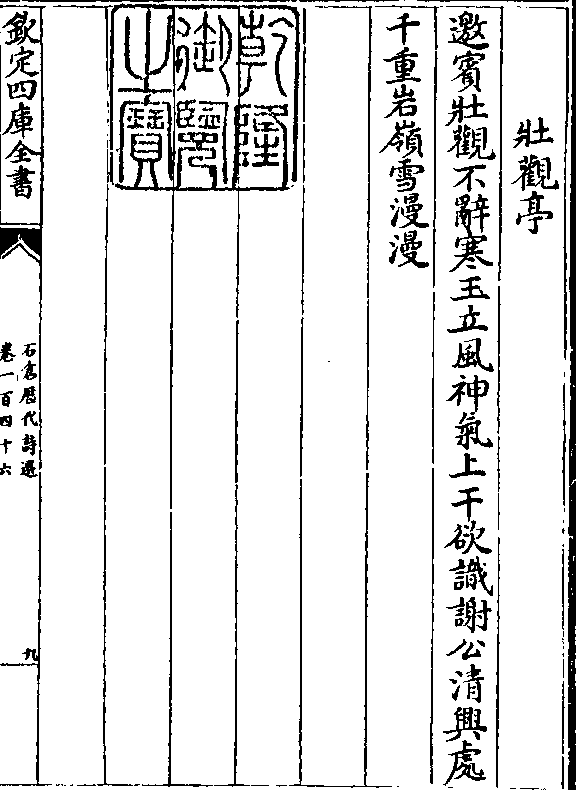 壯觀亭
邀賓壯觀不辭寒玉立風神氣上干欲識謝公清興處
千重岩嶺雪漫漫
乾隆
御覽
之寶
欽定四庫全書
石倉歷代詩選
卷一百四十六
九